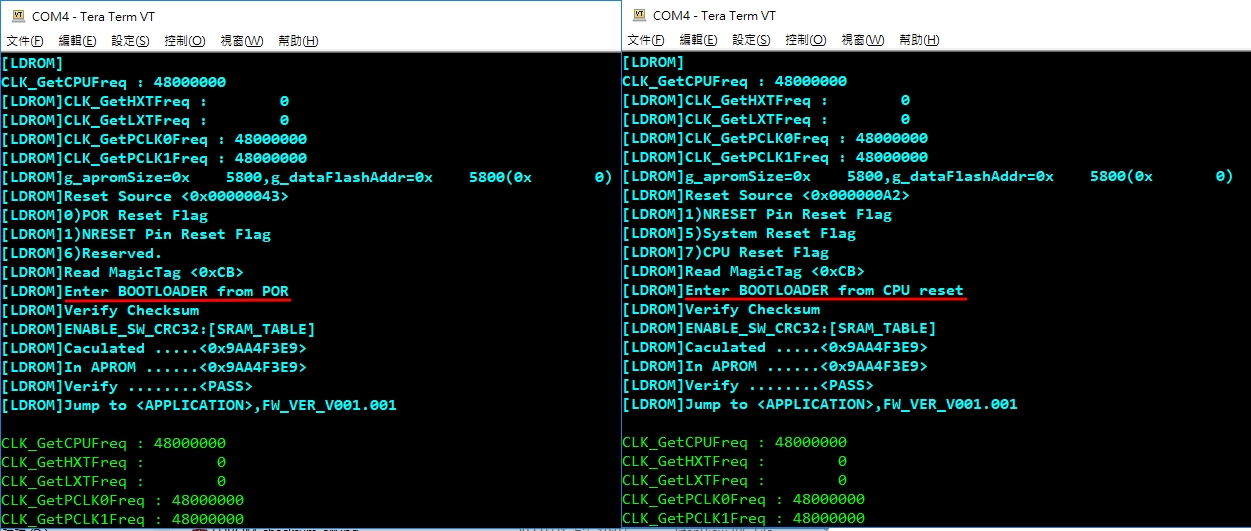 COM4 - Tera Term VT
文件(F) 編輯(E) 設定(S) 控制(O) 視窗(W) 幫助(H)
[LDROM]
CLK_GetCPUFreq : 48000000
[LDROM]CLK_GetHXTFreq :        0
[LDROM]CLK_GetLXTFreq :        0
[LDROM]CLK_GetPCLK0Freq : 48000000
[LDROM]CLK_GetPCLK1Freq : 48000000
[LDROM]g_apromSize=0x    5800,g_dataFlashAddr=0x    5800(0x       0)
[LDROM]Reset Source <0x00000043>
[LDROM]0)POR Reset Flag
[LDROM]1)NRESET Pin Reset Flag
[LDROM]6)Reserved.
[LDROM]Read MagicTag <0xCB>
[LDROM]Enter BOOTLOADER from POR
[LDROM]Verify Checksum
[LDROM]ENABLE_SW_CRC32:[SRAM_TABLE]
[LDROM]Caculated .....<0x9AA4F3E9>
[LDROM]In APROM ......<0x9AA4F3E9>
[LDROM]Verify ........<PASS>
[LDROM]Jump to <APPLICATION>,FW_VER_V001.001
CLK_GetCPUFreq : 48000000
CLK_GetHXTFreq :        0
CLK_GetLXTFreq :        0
CLK_GetPCLK0Freq : 48000000
CLK_GetPCLK1Freq : 48000000
COM4 - Tera Term VT
文件(F) 編輯(E) 設定(S) 控制(O) 視窗(W) 幫助(H)
[LDROM]
CLK_GetCPUFreq : 48000000
[LDROM]CLK_GetHXTFreq :        0
[LDROM]CLK_GetLXTFreq :        0
[LDROM]CLK_GetPCLK0Freq : 48000000
[LDROM]CLK_GetPCLK1Freq : 48000000
[LDROM]g_apromSize=0x    5800,g_dataFlashAddr=0x    5800(0x       0)
[LDROM]Reset Source <0x000000A2>
[LDROM]1)NRESET Pin Reset Flag
[LDROM]5)System Reset Flag
[LDROM]7)CPU Reset Flag
[LDROM]Read MagicTag <0xCB>
[LDROM]Enter BOOTLOADER from CPU reset
[LDROM]Verify Checksum
[LDROM]ENABLE_SW_CRC32:[SRAM_TABLE]
[LDROM]Caculated .....<0x9AA4F3E9>
[LDROM]In APROM ......<0x9AA4F3E9>
[LDROM]Verify ........<PASS>
[LDROM]Jump to <APPLICATION>,FW_VER_V001.001
CLK_GetCPUFreq : 48000000
CLK_GetHXTFreq :        0
CLK_GetLXTFreq :        0
CLK_GetPCLK0Freq : 48000000
CLK_GetPCLK1Freq : 48000000